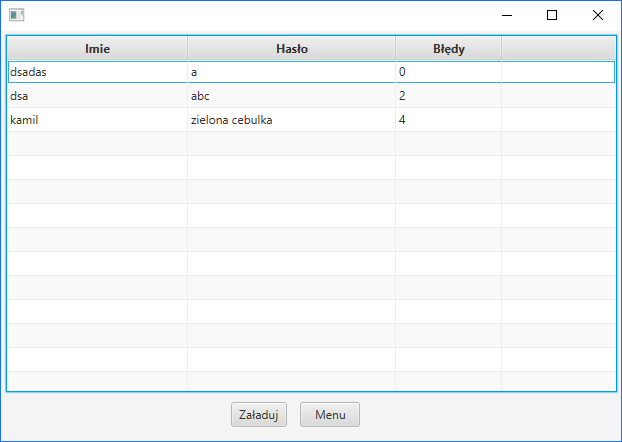 Imie Hasło Błędy
dsadas a 0
dsa abc 2
kamil zielona cebulka 4
Załaduj Menu